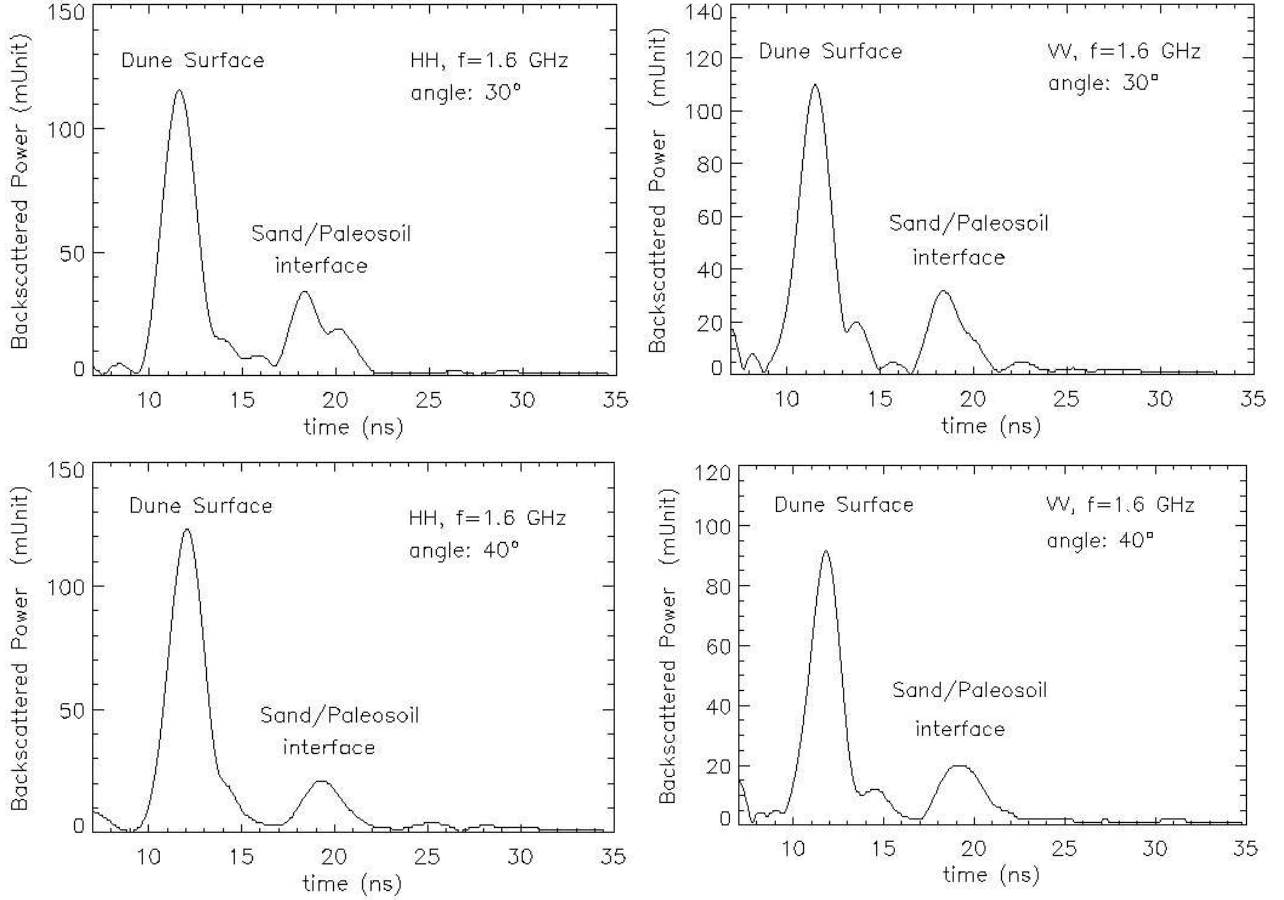 150
100
50
0
Backscattered Power (mUnit)
Dune Surface
HH, f=1.6 GHz
angle: 30°
Sand/Paleosoil
interface
10 15 20 25 30 35
time (ns)
140
120
100
80
60
40
20
0
Backscattered Power (mUnit)
Dune Surface
VV, f=1.6 GHz
angle: 30°
Sand/Paleosoil
interface
10 15 20 25 30 35
time (ns)
150
100
50
0
Backscattered Power (mUnit)
Dune Surface
HH, f=1.6 GHz
angle: 40°
Sand/Paleosoil
interface
10 15 20 25 30 35
time (ns)
120
100
80
60
40
20
0
Backscattered Power (mUnit)
Dune Surface
VV, f=1.6 GHz
angle: 40°
Sand/Paleosoil
interface
10 15 20 25 30 35
time (ns)